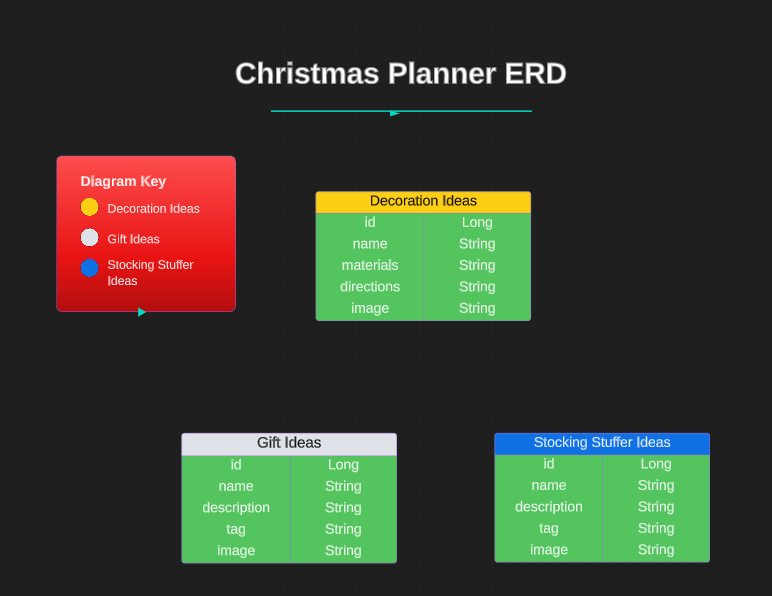 Christmas Planner ERD
Diagram Key
Decoration Ideas
Gift Ideas
Stocking Stuffer
Ideas
Decoration Ideas
id Long
name String
materials String
directions String
image String
Gift Ideas
id Long
name String
description String
tag String
image String
Stocking Stuffer Ideas
id Long
name String
description String
tag String
image String